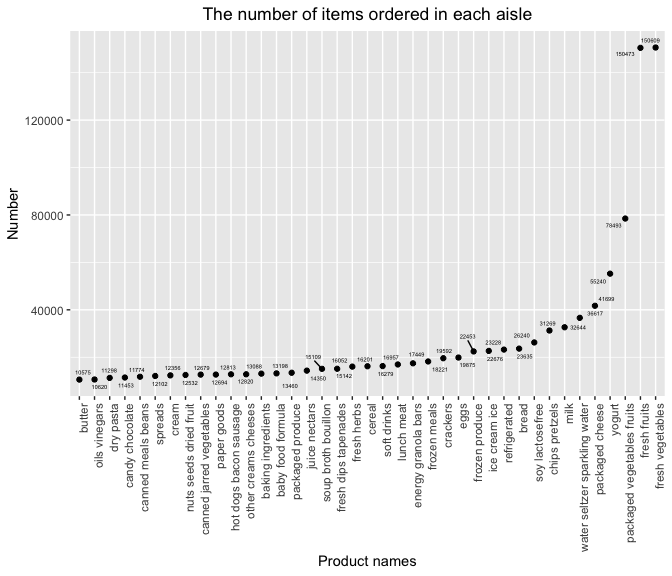 The number of items ordered in each aisle
Number
120000
80000
40000
10575
10620
11298
11453
11774
12102
12356
12532
12679
12694
12813
12820
13088
13198
13460
14350
15109
15142
16052
16201
16279
16957
17449
18221
19592
19875
22453
22676
23228
23635
26240
31269
32644
36617
41699
55240
78493
150473
150609
butter
oils vinegars
dry pasta
candy chocolate
canned meals beans
spreads
cream
nuts seeds dried fruit
canned jarred vegetables
paper goods
hot dogs bacon sausage
other creams cheeses
baking ingredients
baby food formula
packaged produce
juice nectars
soup broth bouillon
fresh dips tapenades
fresh herbs
cereal
soft drinks
lunch meat
energy granola bars
frozen meals
crackers
eggs
frozen produce
ice cream ice
refrigerated
bread
soy lactosefree
chips pretzels
milk
water seltzer sparkling water
packaged cheese
yogurt
packaged vegetables fruits
fresh fruits
fresh vegetables
Product names